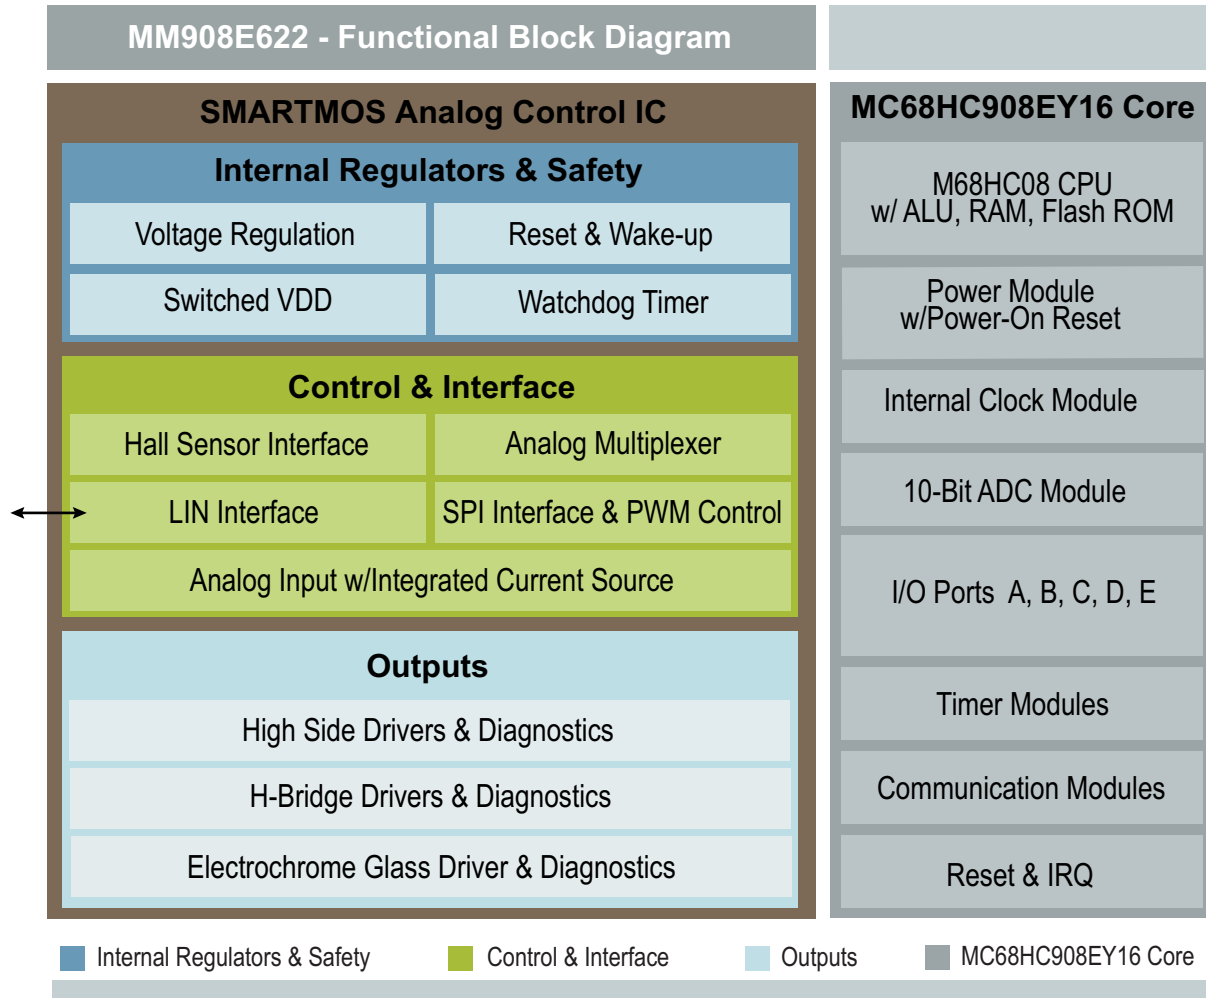 MM908E622 - Functional Block Diagram
SMARTMOS Analog Control IC
Internal Regulators & Safety
Voltage Regulation
Reset & Wake-up
Switched VDD
Watchdog Timer
Control & Interface
Hall Sensor Interface
Analog Multiplexer
LIN Interface
SPI Interface & PWM Control
Analog Input w/Integrated Current Source
Outputs
High Side Drivers & Diagnostics
H-Bridge Drivers & Diagnostics
Electrochrome Glass Driver & Diagnostics
MC68HC908EY16 Core
M68HC08 CPU
w/ ALU, RAM, Flash ROM
Power Module
w/Power-On Reset
Internal Clock Module
10-Bit ADC Module
I/O Ports  A, B, C, D, E
Timer Modules
Communication Modules
Reset & IRQ
Internal Regulators & Safety
Control & Interface
Outputs
MC68HC908EY16 Core